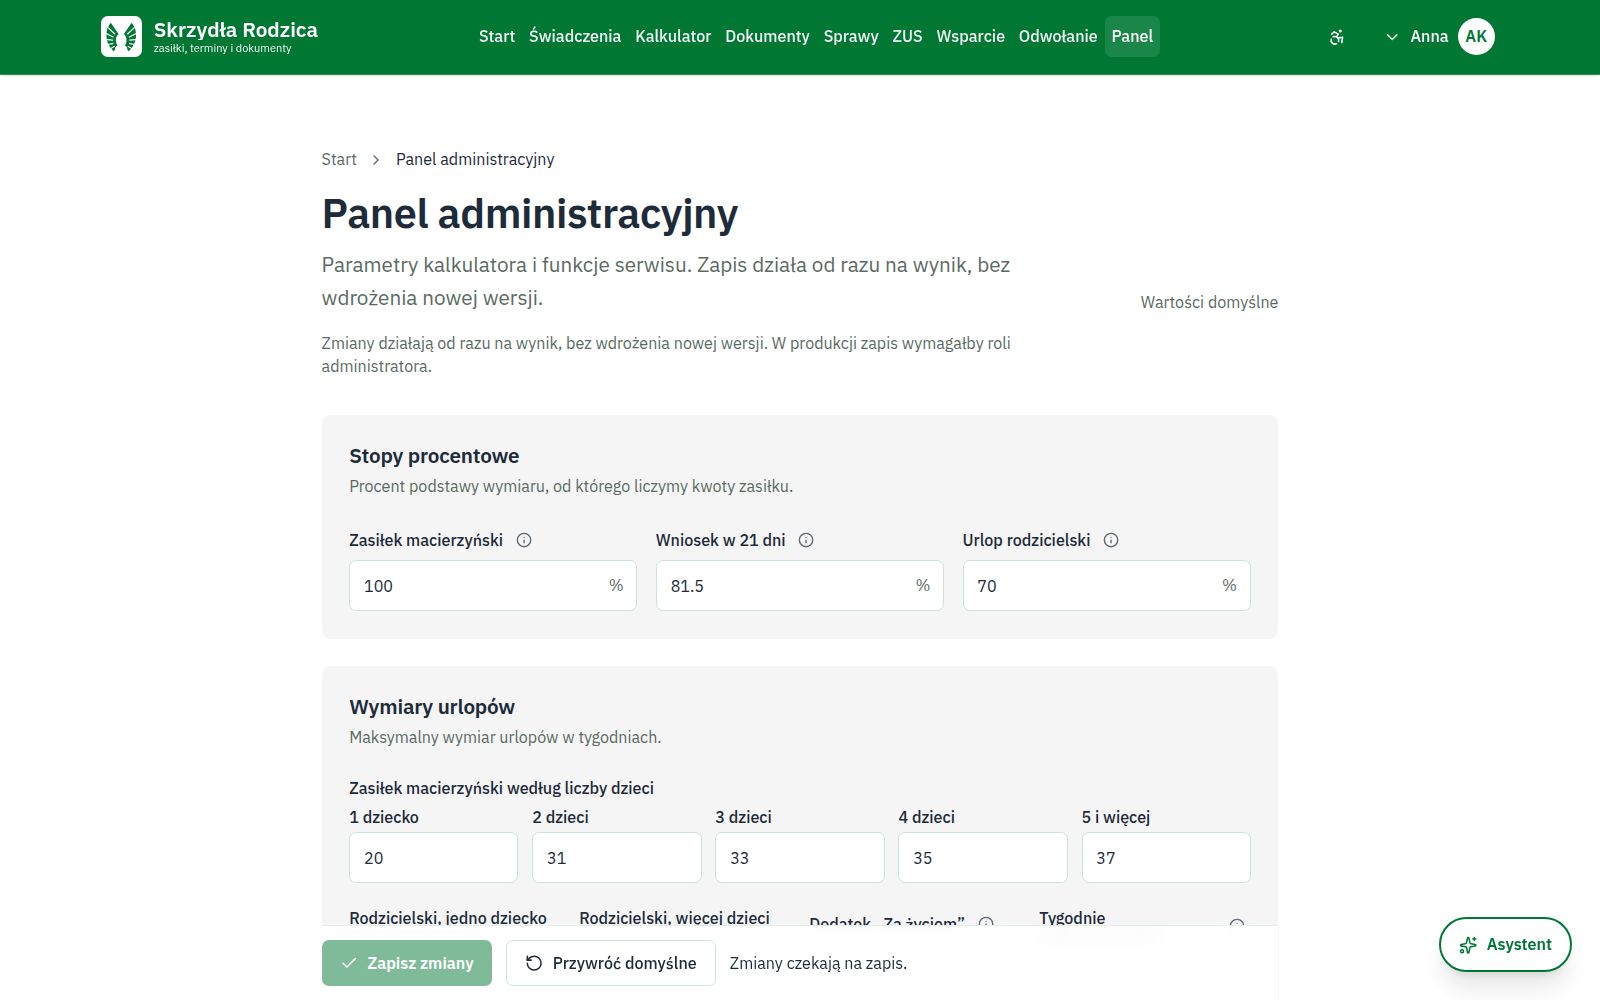 Skrzydła Rodzica
zasiłki, terminy i dokumenty
Start Świadczenia Kalkulator Dokumenty Sprawy ZUS Wsparcie Odwołanie Panel
Anna AK
Start Panel administracyjny
Panel administracyjny
Parametry kalkulatora i funkcje serwisu. Zapis działa od razu na wynik, bez
wdrożenia nowej wersji.
Wartości domyślne
Zmiany działają od razu na wynik, bez wdrożenia nowej wersji. W produkcji zapis wymagałby roli
administratora.
Stopy procentowe
Procent podstawy wymiaru, od którego liczymy kwoty zasiłku.
Zasiłek macierzyński Wniosek w 21 dni Urlop rodzicielski
100 % 81.5 % 70 %
Wymiary urlopów
Maksymalny wymiar urlopów w tygodniach.
Zasiłek macierzyński według liczby dzieci
1 dziecko 2 dzieci 3 dzieci 4 dzieci 5 i więcej
20 31 33 35 37
Rodzicielski, jedno dziecko Rodzicielski, więcej dzieci Dodatek „Za życiem” Tygodnie
Zapisz zmiany Przywróć domyślne Zmiany czekają na zapis.
Asystent